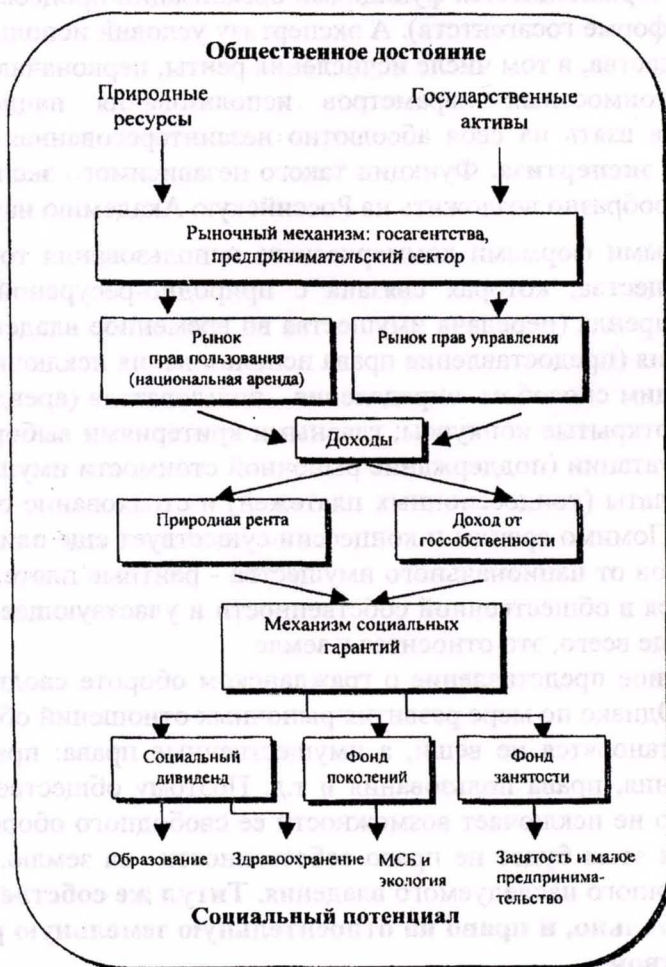 Общественное достояние
Природные
ресурсы
Государственные
активы
Рыночный механизм: госагентства,
предпринимательский сектор
Рынок
прав пользования
(национальная аренда)
Рынок прав управления
Доходы
Природная рента
Доход от
госсобственности
Механизм социальных
гарантий
Социальный
дивиденд
Фонд
поколений
Фонд
занятости
Образование
Здравоохранение
МСБ и
экология
Занятость и малое
предпринима-
тельство
Социальный потенциал